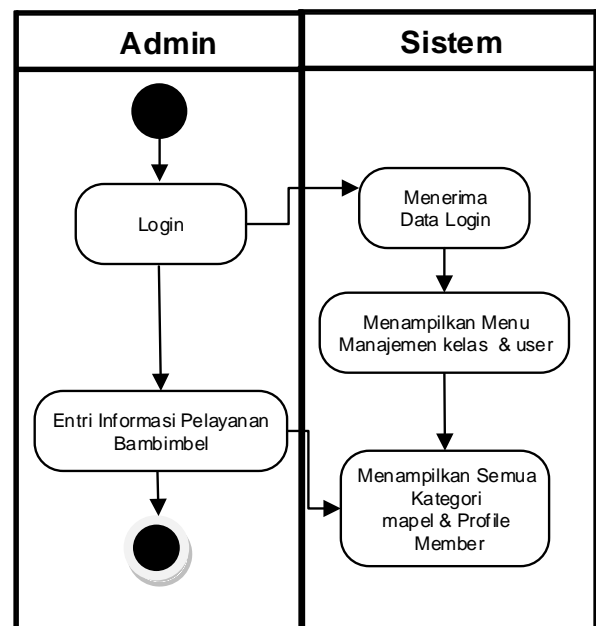 Admin
Sistem
Login
Menerima
Data Login
Menampilkan Menu
Manajemen kelas & user
Entri Informasi Pelayanan
Bambimbel
Menampilkan Semua
Kategori
mapel & Profile
Member